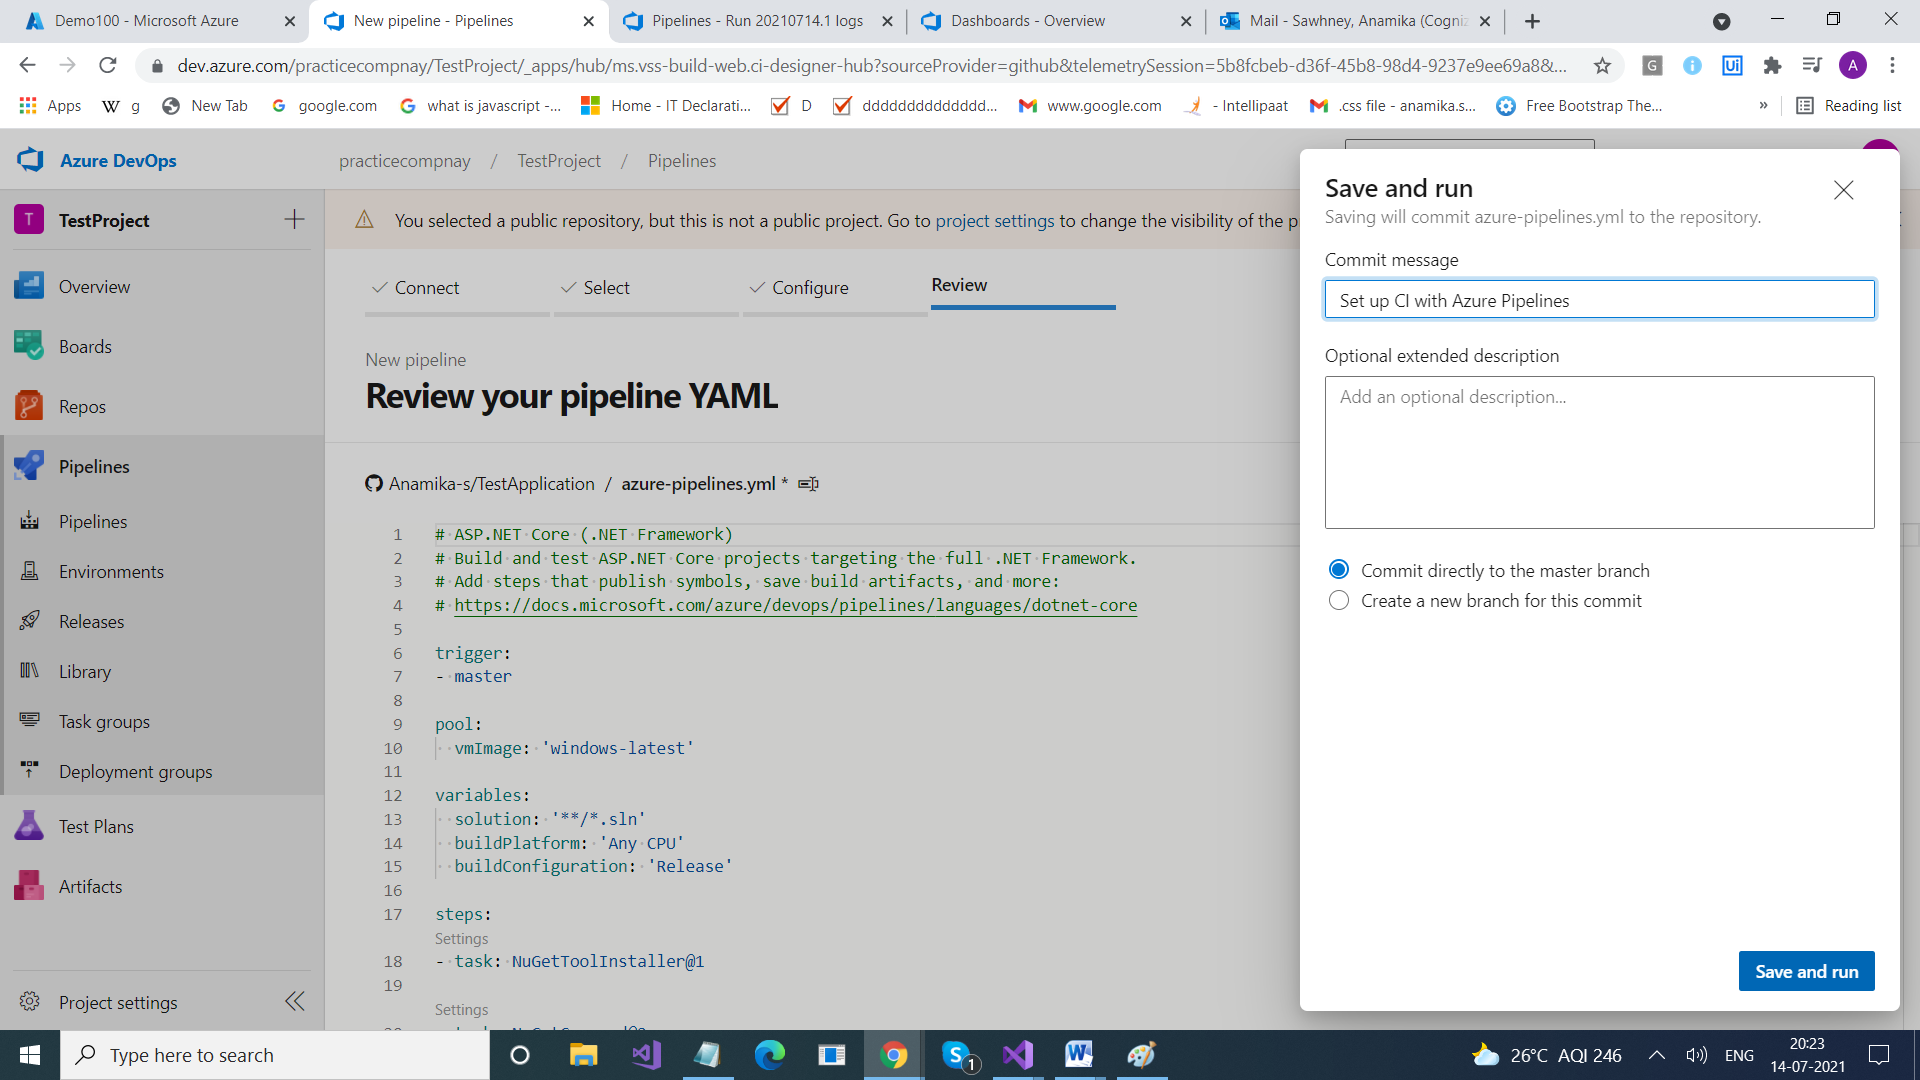 Demo100 - Microsoft Azure
New pipeline - Pipelines
Pipelines - Run 20210714.1 logs
Dashboards - Overview
Mail - Sawhney, Anamika (Cogniz
dev.azure.com/practicecompnay/TestProject/_apps/hub/ms.vss-build-web.ci-designer-hub?sourceProvider=github&telemetrySession=5b8fcbeb-d36f-45b8-98d4-9237e9ee69a8&...
G
Ui
A
Apps
W g
New Tab
google.com
what is javascript -...
Home - IT Declarati...
D
dddddddddddddd...
www.google.com
- Intellipaat
.css file - anamika.s...
Free Bootstrap The...
»
Reading list
Azure DevOps
practicecompnay / TestProject / Pipelines
T TestProject
Overview
Boards
Repos
Pipelines
Pipelines
Environments
Releases
Library
Task groups
Deployment groups
Test Plans
Artifacts
Project settings
You selected a public repository, but this is not a public project. Go to project settings to change the visibility of the p
Connect
Select
Configure
Review
New pipeline
Review your pipeline YAML
Anamika-s/TestApplication / azure-pipelines.yml *
1 # ASP.NET Core (.NET Framework)
2 # Build and test ASP.NET Core projects targeting the full .NET Framework.
3 # Add steps that publish symbols, save build artifacts, and more:
4 # https://docs.microsoft.com/azure/devops/pipelines/languages/dotnet-core
5
6 trigger:
7 - master
8
9 pool:
10 vmImage: 'windows-latest'
11
12 variables:
13 solution: '**/*.sln'
14 buildPlatform: 'Any CPU'
15 buildConfiguration: 'Release'
16
17 steps:
Settings
18 - task: NuGetToolInstaller@1
19
Settings
Save and run
Saving will commit azure-pipelines.yml to the repository.
Commit message
Set up CI with Azure Pipelines
Optional extended description
Add an optional description...
Commit directly to the master branch
Create a new branch for this commit
Save and run
Type here to search
1
26°C AQI 246
ENG
20:23
14-07-2021